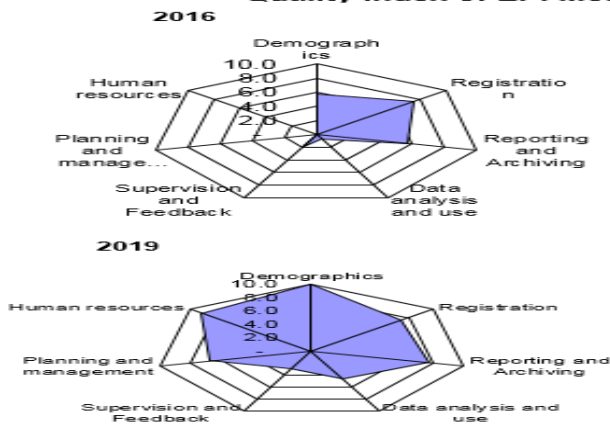 2016
Demograph
ics
10.0
8.0
6.0
4.0
2.0
-
Registratio
n
Reporting
and
Archiving
Data
analysis
and use
Supervision
and
Feedback
Planning
and
manage...
Human
resources
2019
Demographics
10.0
8.0
6.0
4.0
2.0
-
Registration
Reporting and
Archiving
Data analysis and
use
Supervision and
Feedback
Planning and
management
Human resources